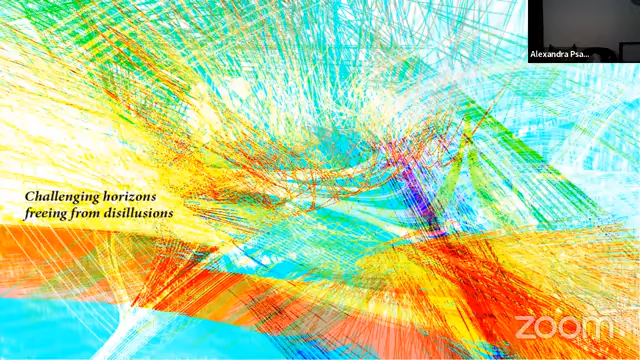 Alexandra Psa...
Challenging horizons
freeing from disillusions
zoom